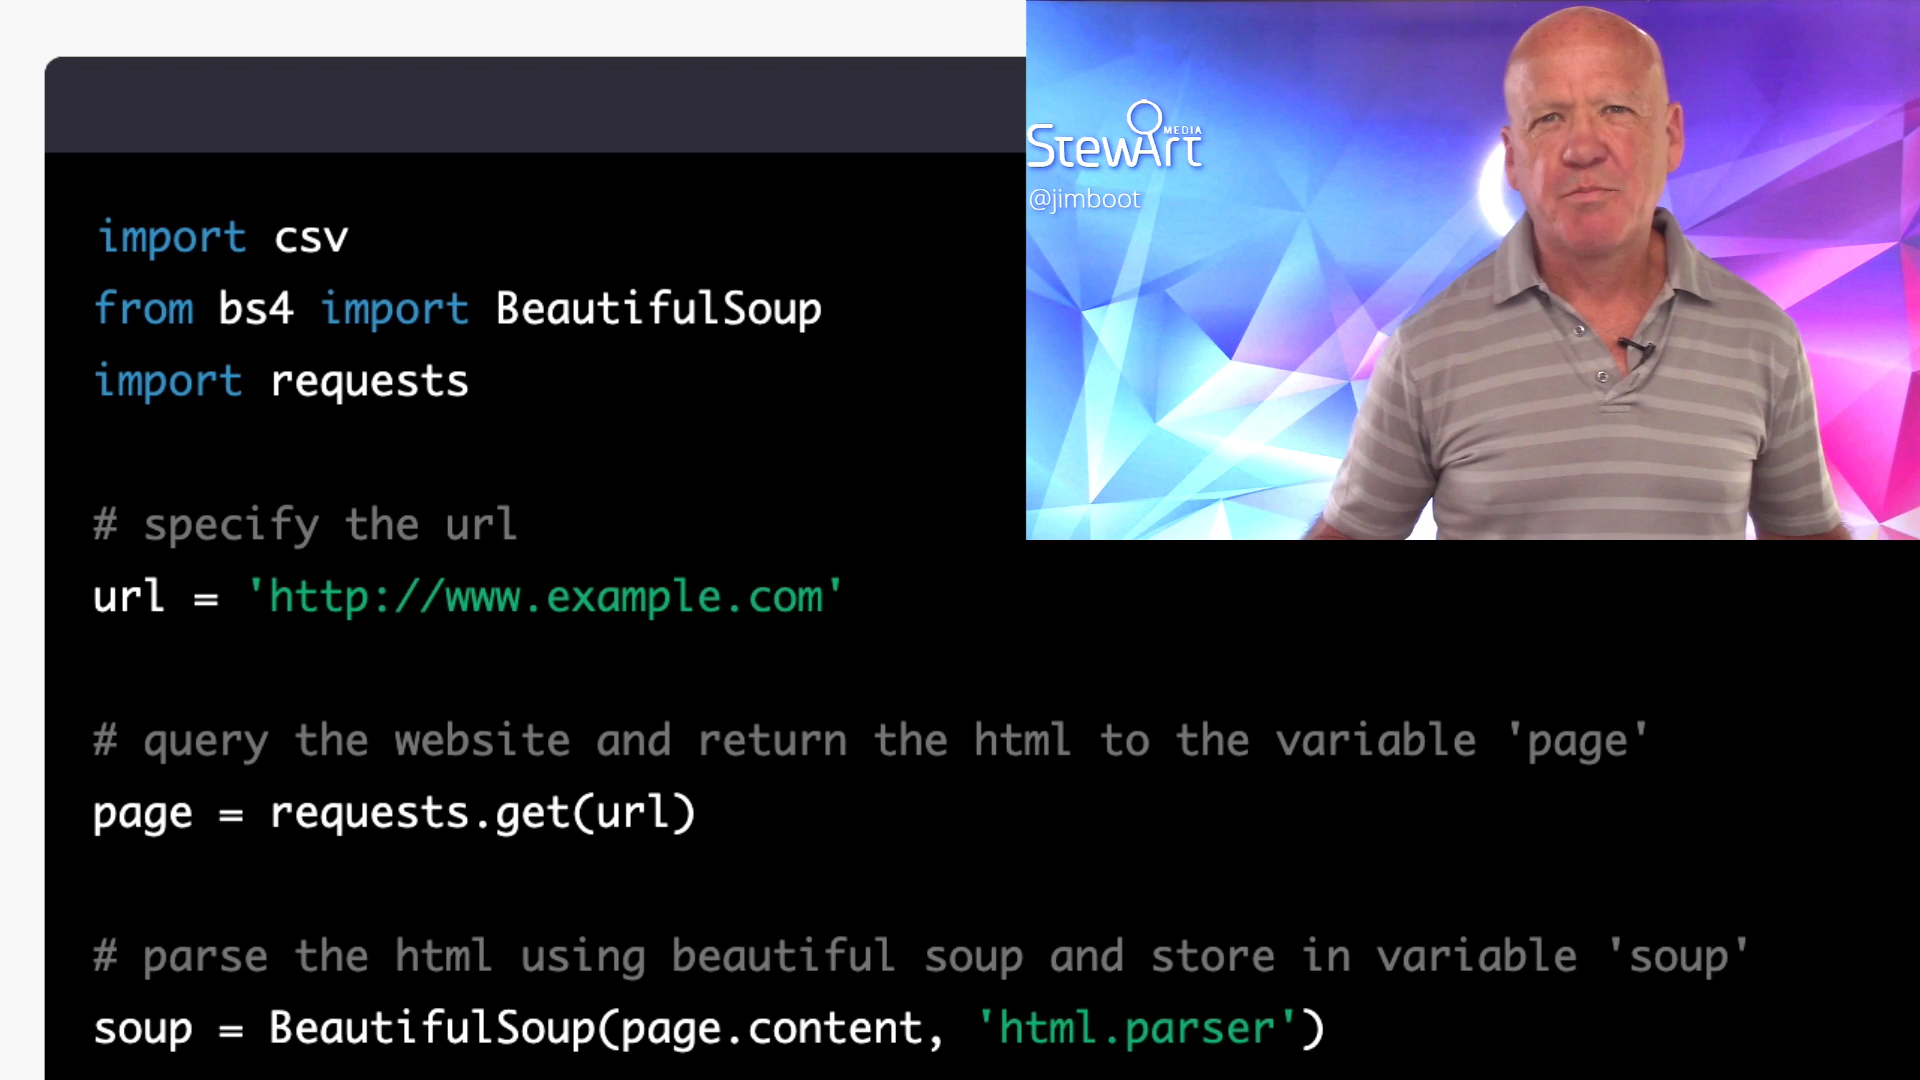 import csv
from bs4 import BeautifulSoup
import requests
# specify the url
url = 'http://www.example.com'
# query the website and return the html to the variable 'page'
page = requests.get(url)
# parse the html using beautiful soup and store in variable 'soup'
soup = BeautifulSoup(page.content, 'html.parser')
StewArt MEDIA
@jimboot